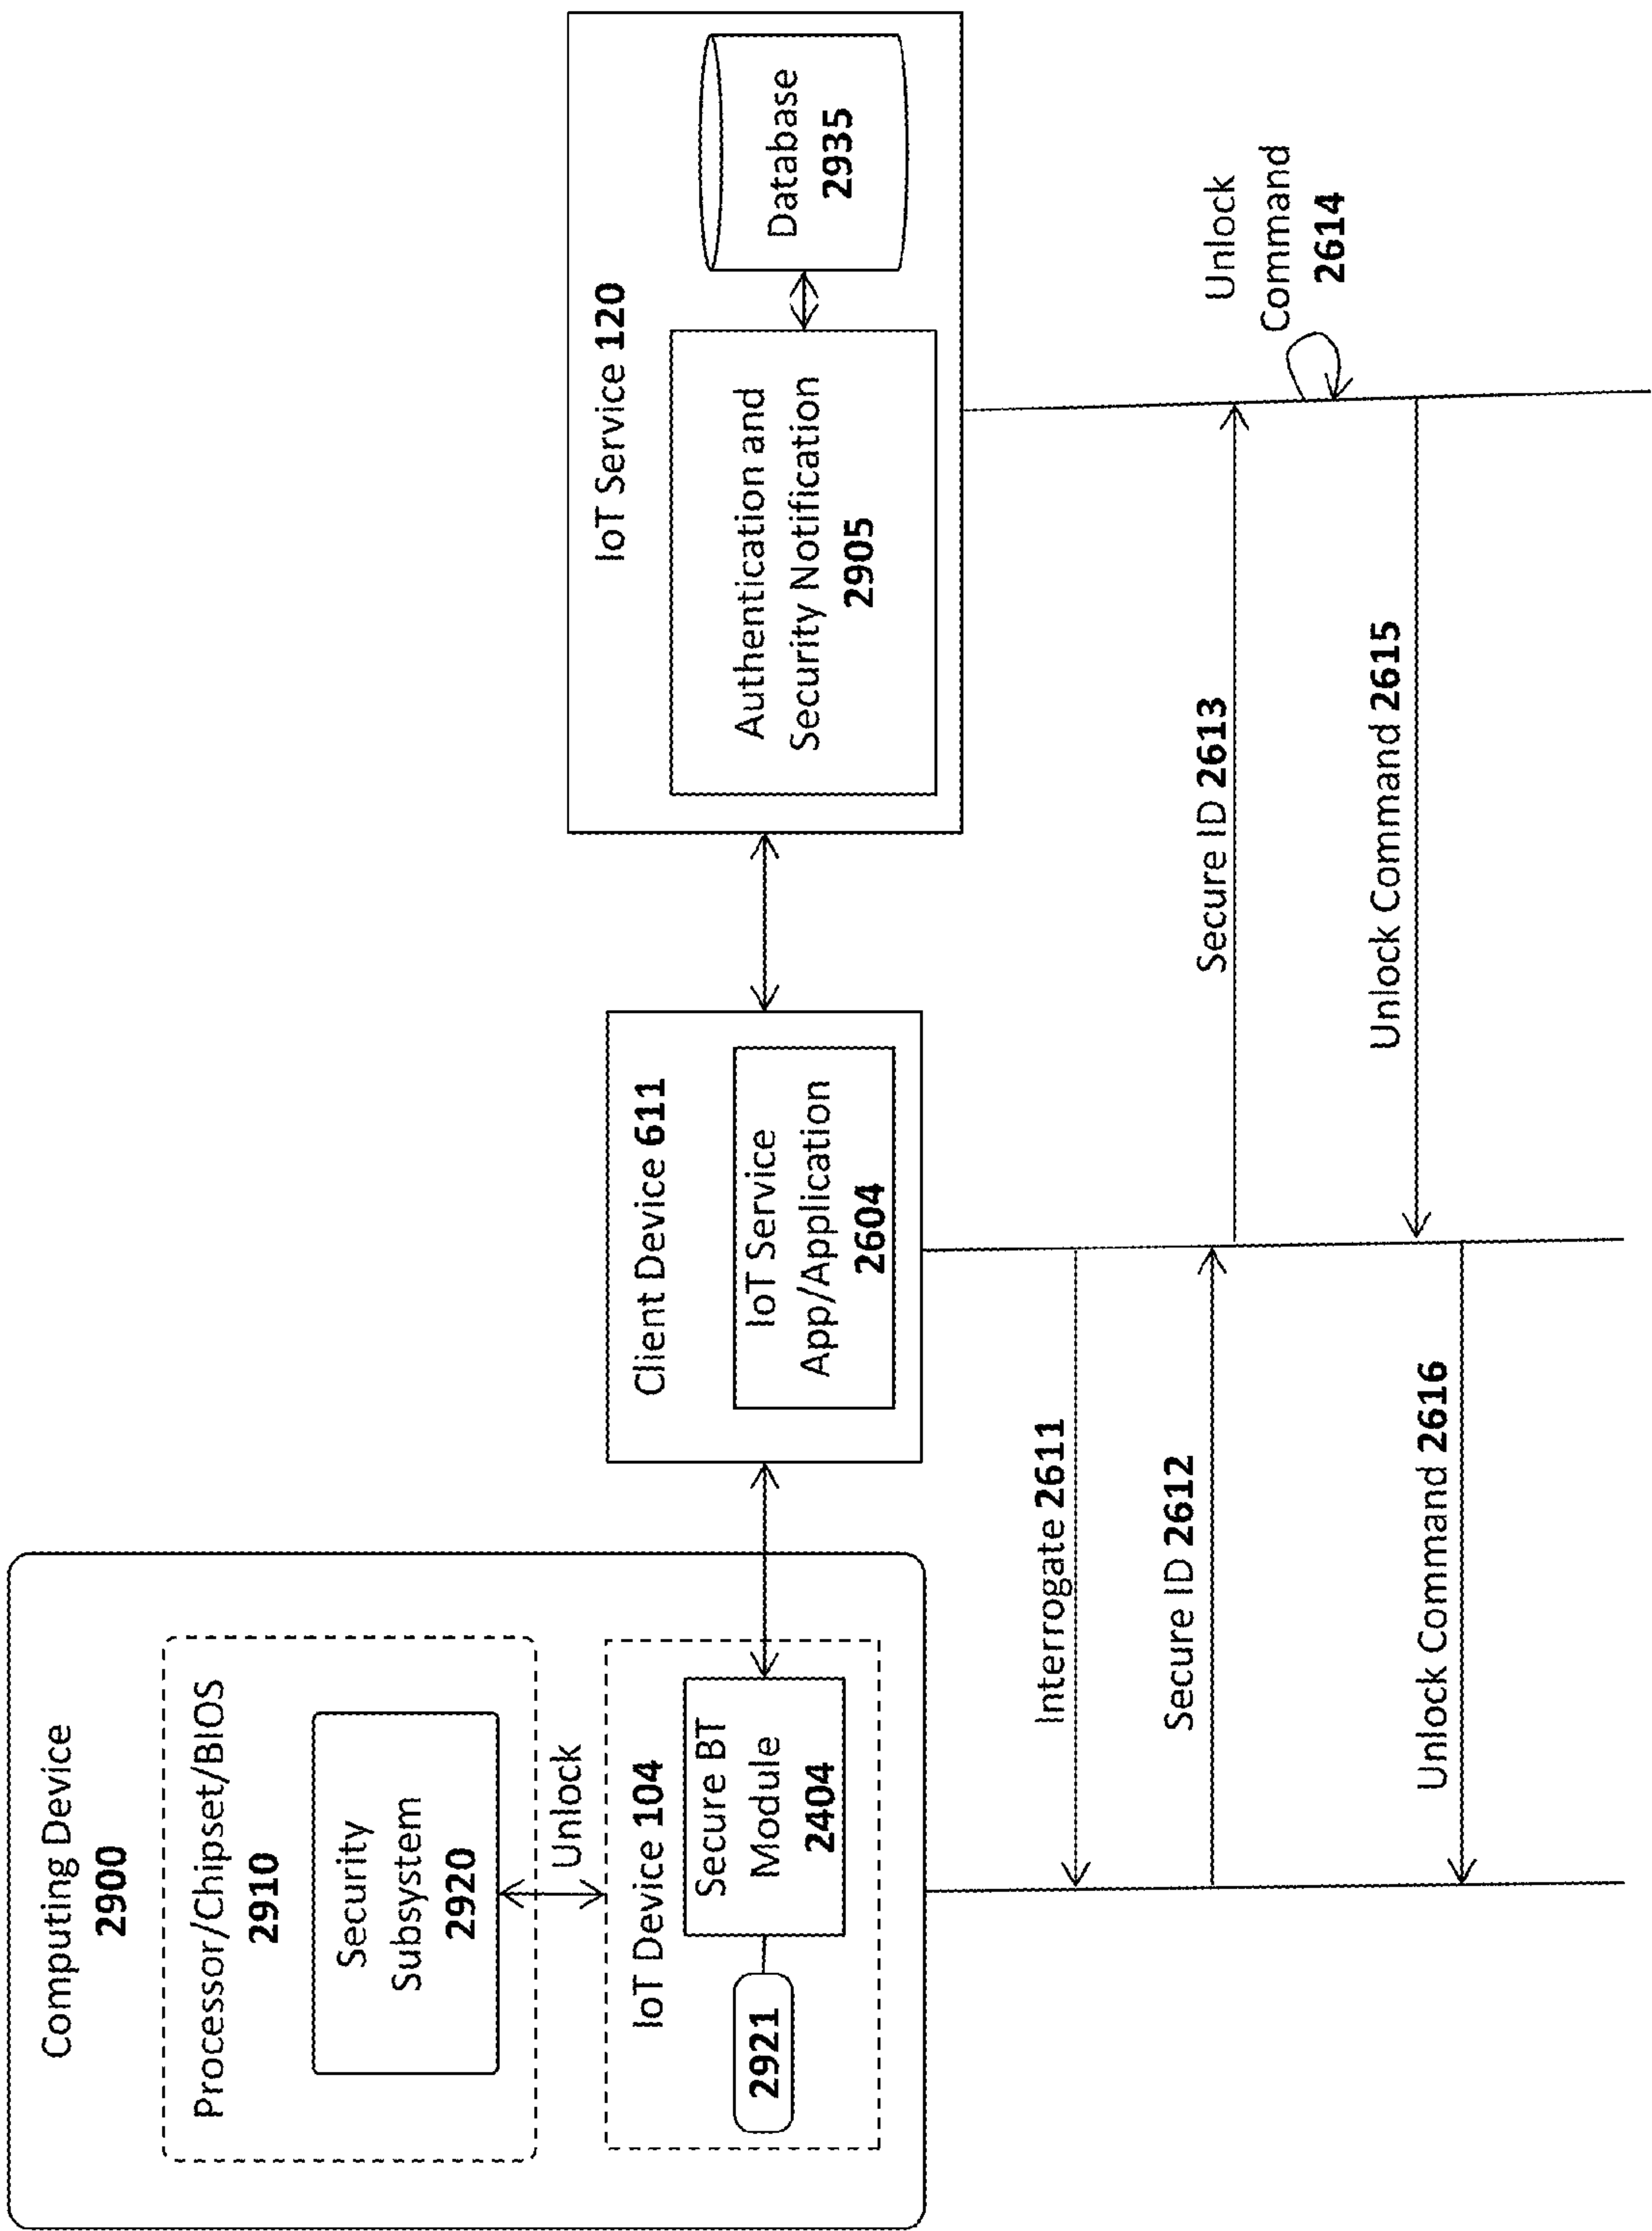 Computing Device
2900
Processor/Chipset/BIOS
2910
Security
Subsystem
2920
Unlock
IoT Device 104
Secure BT
Module
2404
2921
Client Device 611
IoT Service
App/Application
2604
IoT Service 120
Authentication and
Security Notification
2905
Database
2935
Interrogate 2611
Secure ID 2612
Secure ID 2613
Unlock
Command
2614
Unlock Command 2615
Unlock Command 2616